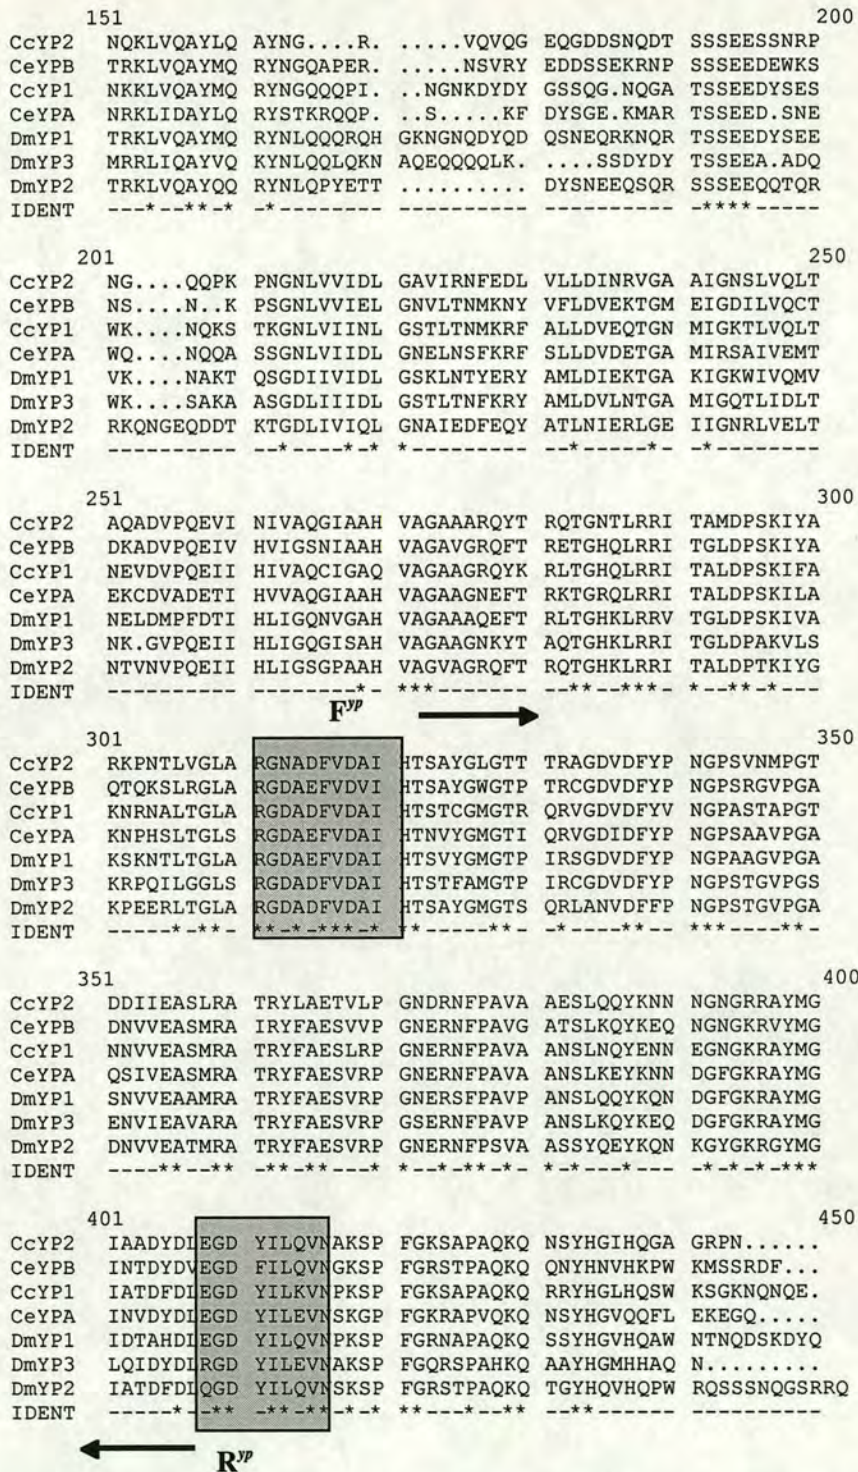 151 200
CcYP2 NQKLVQAYLQ AYNG....R. .....VQVQG EQGDDSNQDT SSSEESSNRP
CeYPB TRKLVQAYMQ RYNGQAPER. .....NSVRY EDDSSEKRNP SSSEEDEWKS
CcYP1 NKKLVQAYMQ RYNGQQQPI. ..NGNKDYDY GSSQG.NQGA TSSEEDYSES
CeYPA NRKLIDAYLQ RYSTKRQQP. ..S....KF DYSGE.KMAR TSSEED.SNE
DmYP1 TRKLVQAYMQ RYNLQQQRQH GKNGNQDYQD QSNEQRKNQR TSSEEDYSEE
DmYP3 MRRLIQAYVQ KYNLQQLQKN AQEQQQQLK. ....SSDYDY TSSEEA.ADQ
DmYP2 TRKLVQAYQQ RYNLQPYETT .......... DYSNEEQSQR SSSEEQQTQR
IDENT ---*--**-* -*-------- ---------- ---------- -****-----
201 250
CcYP2 NG....QQPK PNGNLVVIDL GAVIRNFEDL VLLDINRVGA AIGNSLVQLT
CeYPB NS....N..K PSGNLVVIEL GNVLTNMKNY VFLDVEKTGM EIGDILVQCT
CcYP1 WK....NQKS TKGNLVIINL GSTLTNMKRF ALLDVEQTGN MIGKTLVQLT
CeYPA WQ....NQQA SSGNLVIIDL GNELNSFKRF SLLDVDETGA MIRSAIVEMT
DmYP1 VK....NAKT QSGDIIVIDL GSKLNTYERY AMLDIEKTGA KIGKWIVQMV
DmYP3 WK....SAKA ASGDLIIIDL GSTLTNFKRY AMLDVLNTGA MIGQTLIDLT
DmYP2 RKQNGEQDDT KTGDLIVIQL GNAIEDFEQY ATLNIERLGE IIGNRLVELT
IDENT ---------- --*----*-* *--------- --*-----*- -*--------
251 300
CcYP2 AQADVPQEVI NIVAQGIAAH VAGAAARQYT RQTGNTLRRI TAMDPSKIYA
CeYPB DKADVPQEIV HVIGSNIAAH VAGAVGRQFT RETGHQLRRI TGLDPSKIYA
CcYP1 NEVDVPQEII HIVAQCIGAQ VAGAAGRQYK RLTGHQLRRI TALDPSKIFA
CeYPA EKCDVADETI HVVAQGIAAH VAGAAGNEFT RKTGRQLRRI TALDPSKILA
DmYP1 NELDMPFDTI HLIGQNVGAH VAGAAAQEFT RLTGHKLRRV TGLDPSKIVA
DmYP3 NK.GVPQEII HLIGQGISAH VAGAAGNKYT AQTGHKLRRI TGLDPAKVLS
DmYP2 NTVNVPQEII HLIGSGPAAH VAGVAGRQFT RQTGHKLRRI TALDPTKIYG
IDENT ---------- --------*- ***------- --**--***- *--**-*---
Fyp
301 350
CcYP2 RKPNTLVGLA RGNADFVDAI HTSAYGLGTT TRAGDVDFYP NGPSVNMPGT
CeYPB QTQKSLRGLA RGDAEFVDVI HTSAYGWGTP TRCGDVDFYP NGPSRGVPGA
CcYP1 KNRNALTGLA RGDADFVDAI HTSTCGMGTR QRVGDVDFYV NGPASTAPGT
CeYPA KNPHSLTGLS RGDAEFVDAI HTNVYGMGTI QRVGDIDFYP NGPSAAVPGA
DmYP1 KSKNTLTGLA RGDAEFVDAI HTSVYGMGTP IRSGDVDFYP NGPAAGVPGA
DmYP3 KRPQILGGLS RGDADFVDAI HTSTFAMGTP IRCGDVDFYP NGPSTGVPGS
DmYP2 KPEERLTGLA RGDADFVDAI HTSAYGMGTS QRLANVDFFP NGPSTGVPGA
IDENT -----*-**- **-*-***-* **-----**- -*----**-- ***----**-
351 400
CcYP2 DDIIEASLRA TRYLAETVLP GNDRNFPAVA AESLQQYKNN NGNGRRAYMG
CeYPB DNVVEASMRA IRYFAESVVP GNERNFPAVG ATSLKQYKEQ NGNGKRVYMG
CcYP1 NNVVEASMRA TRYFAESLRP GNERNFPAVA ANSLNQYENN EGNGKRAYMG
CeYPA QSIVEASMRA TRYFAESVRP GNERNFPAVA ANSLKEYKNN DGFGKRAYMG
DmYP1 SNVVEAAMRA TRYFAESVRP GNERSFPAVP ANSLQQYKQN DGFGKRAYMG
DmYP3 ENVIEAVARA TRYFAESVRP GSERNFPAVP ANSLKQYKEQ DGFGKRAYMG
DmYP2 DNVVEATMRA TRYFAESVRP GNERNFPSVA ASSYQEYKQN KGYGKRGYMG
IDENT ----**--** -**-**---* *--*-**-*- *-*--*---- -*-*-*-***
401 450
CcYP2 IAADYDLEGD YILQVNAKSP FGKSAPAQKQ NSYHGIHQGA GRPN......
CeYPB INTDYDVEGD FILQVNGKSP FGRSTPAQKQ QNYHNVHKPW KMSSRDF...
CcYP1 IATDFDLEGD YILKVNPKSP FGKSAPAQKQ RRYHGLHQSW KSGKNQNQE.
CeYPA INVDYDLEGD YILEVNSKGP FGKRAPVQKQ NSYHGVQQFL EKEGQ.....
DmYP1 IDTAHDLEGD YILQVNPKSP FGRNAPAQKQ SSYHGVHQAW NTNQDSKDYQ
DmYP3 LQIDYDLRGD YILEVNAKSP FGQRSPAHKQ AAYHGMHHAQ N.........
DmYP2 IATDFDLQGD YILQVNSKSP FGRSTPAQKQ TGYHQVHQPW RQSSSNQGSRRQ
IDENT -----*--** -**-**-*-* **---*--** --**------ ----------
Ryp